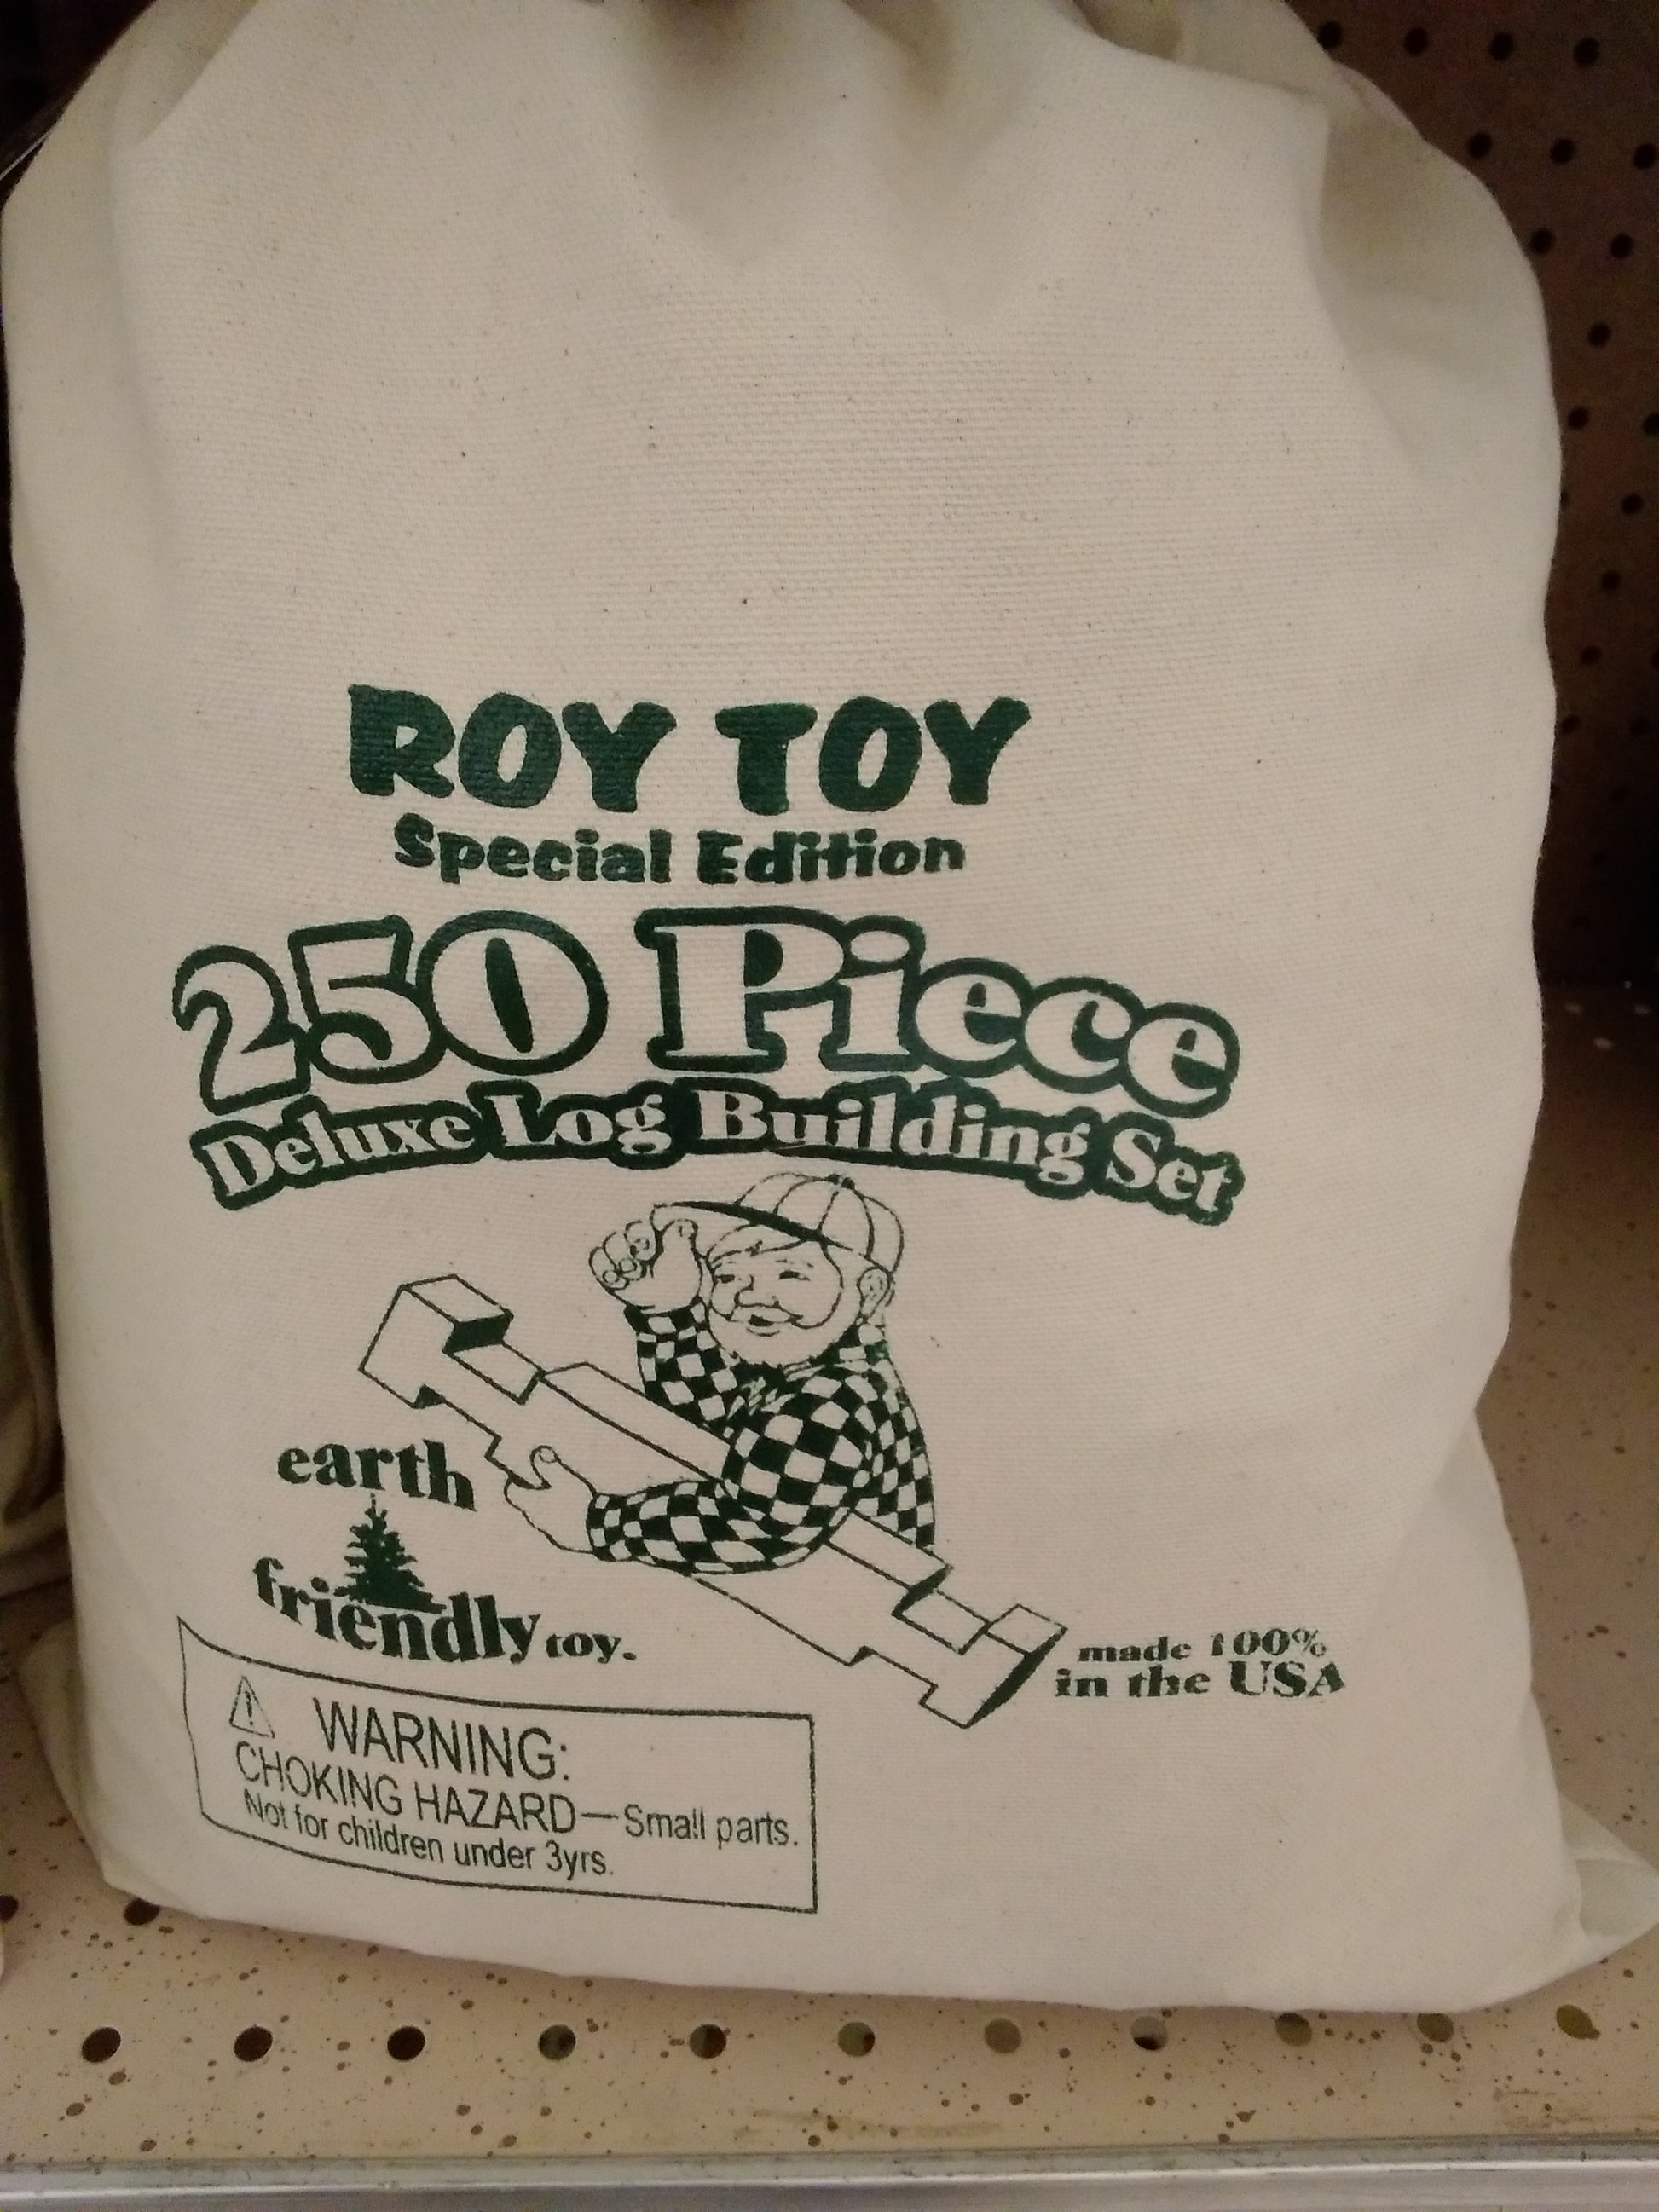 ROY TOY
Special Edition
250 Piece
Deluxe Log Building Set
earth
friendly toy.
made 100%
in the USA
WARNING:
CHOKING HAZARD—Small parts.
Not for children under 3yrs.